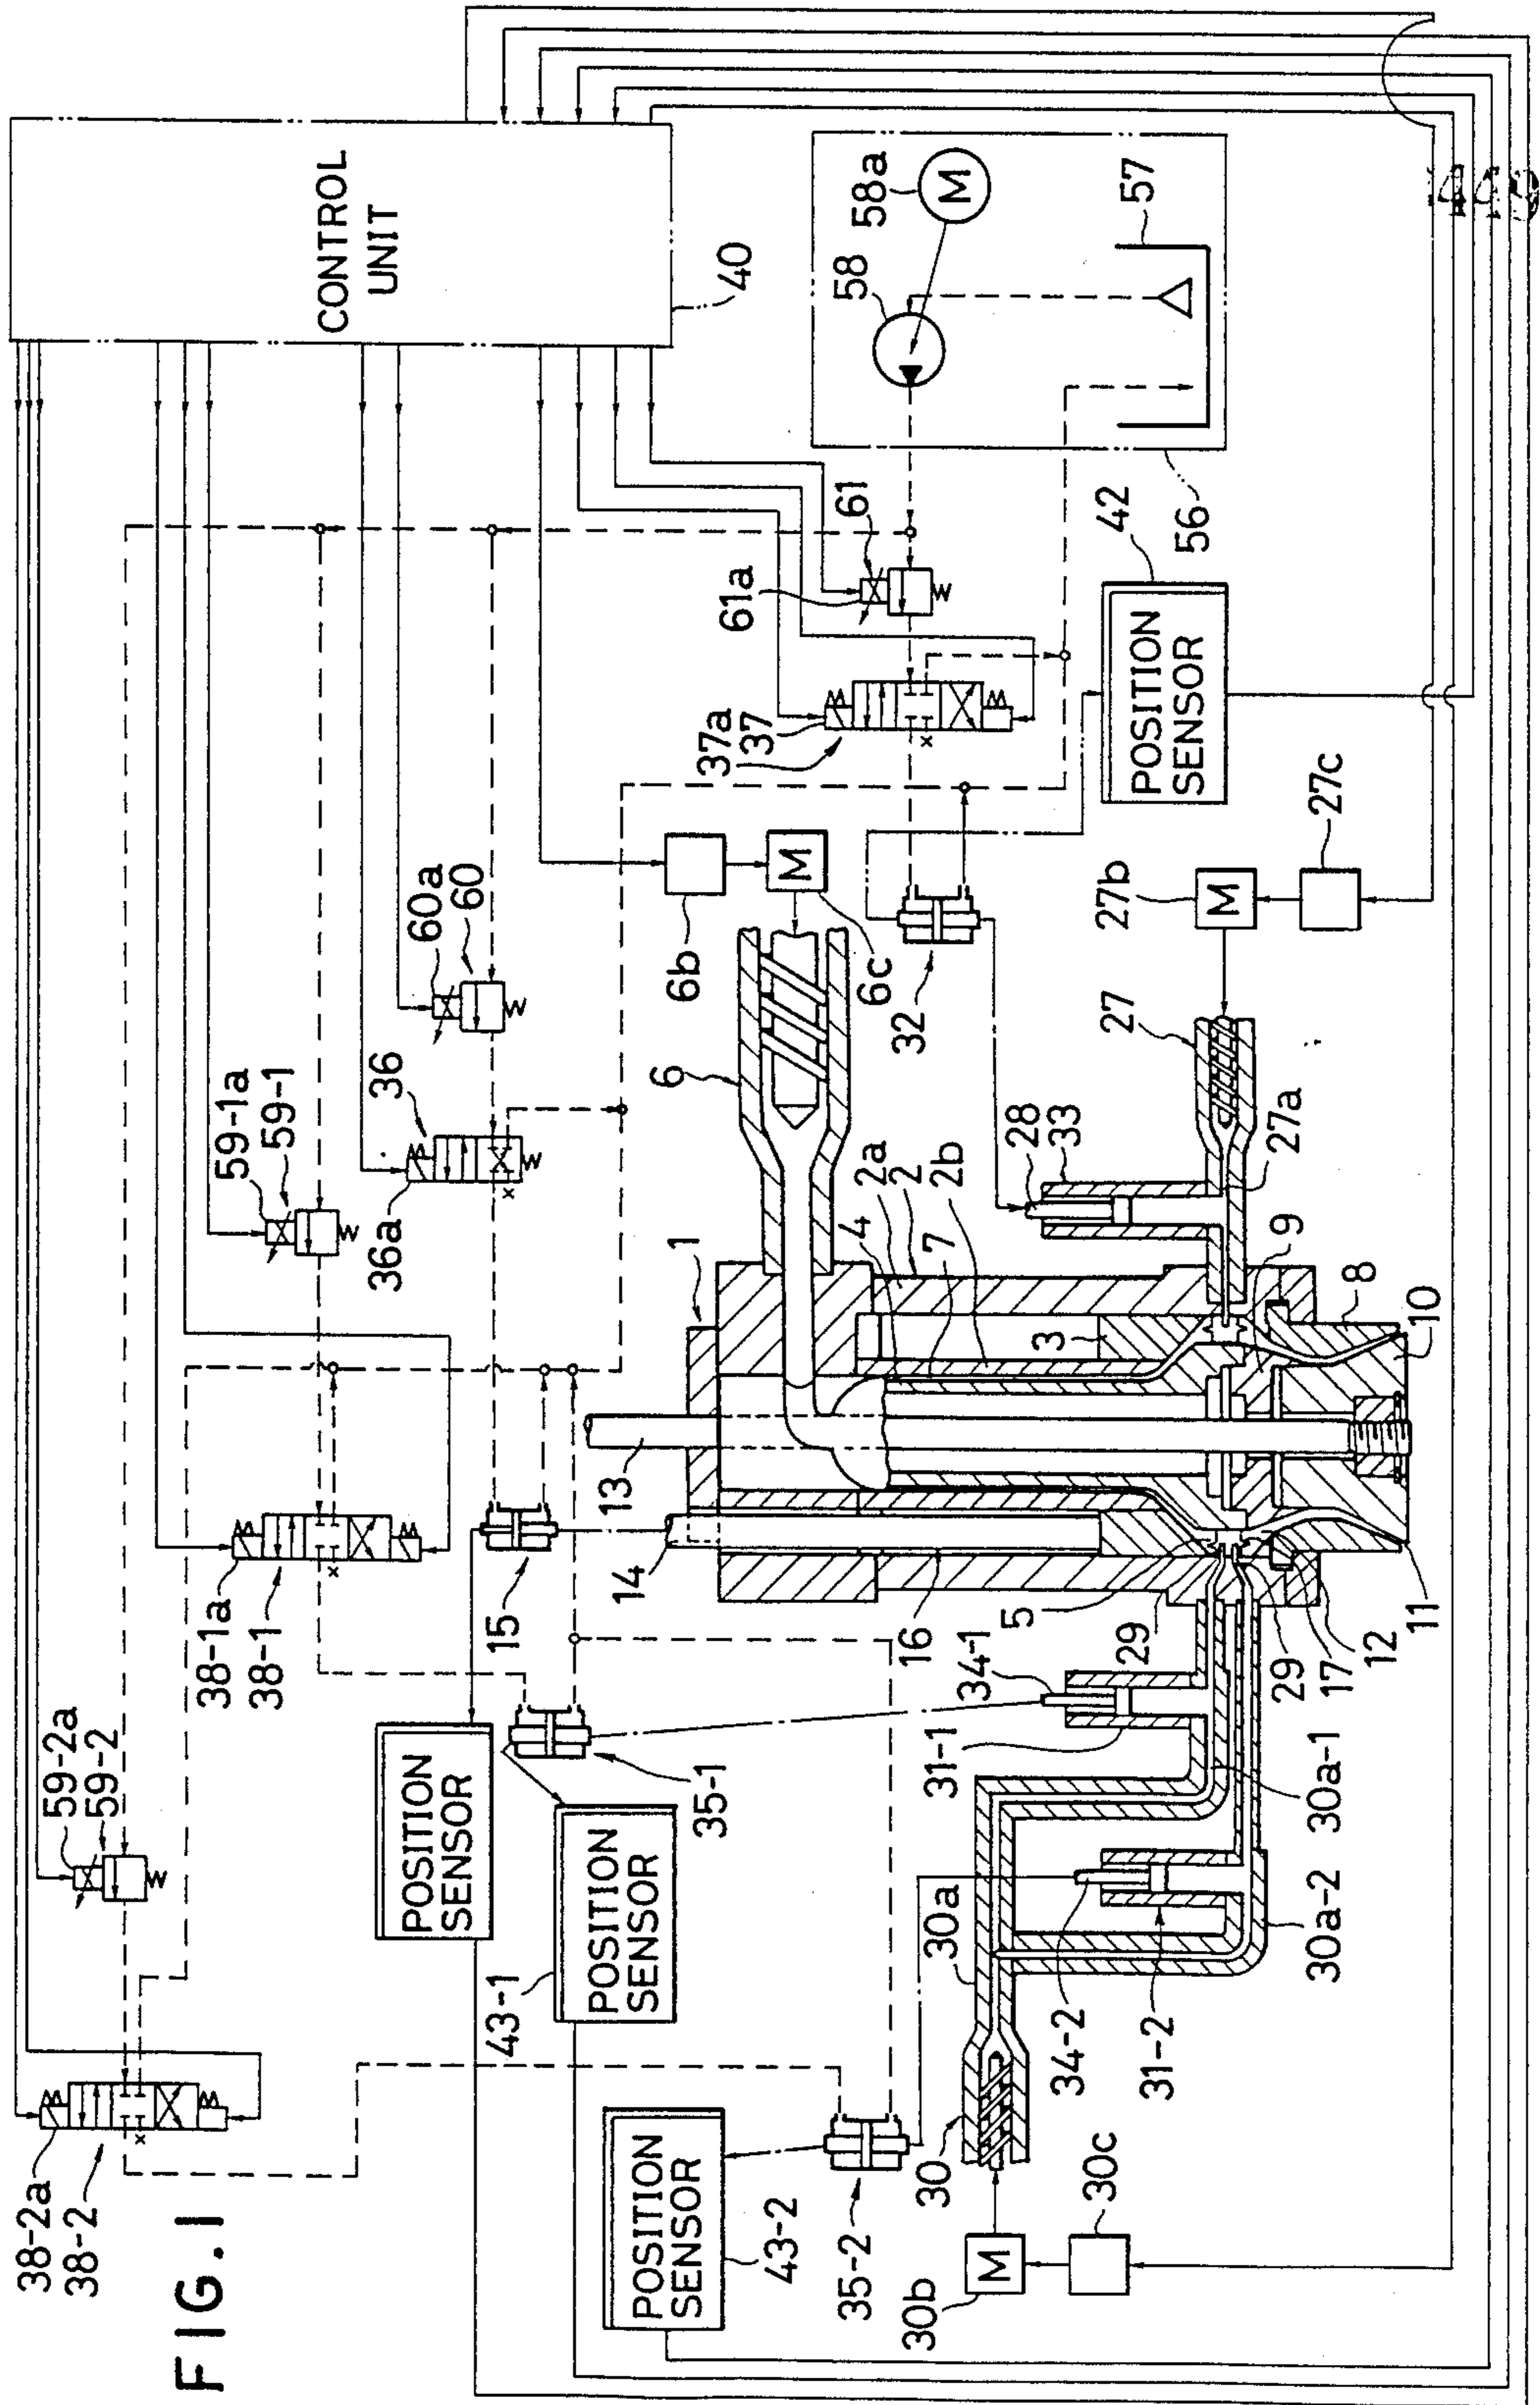 FIG.1
CONTROL
UNIT
40
38-2a
38-2
59-2a
59-2
38-1a
38-1
59-1a
59-1
36a
36
60a
60
58a
M
58
57
56
61
61a
37a
37
42
POSITION
SENSOR
6b
M
6c
6
32
27c
27b
M
27
27a
28
33
1
4
2a
2
2b
7
3
9
8
10
13
14
15
16
5
29
29
17
12
11
POSITION
SENSOR
43-1
POSITION
SENSOR
35-1
34-1
31-1
30a-1
30a
34-2
31-2
30a-2
POSITION
SENSOR
43-2
35-2
30
30b
M
30c